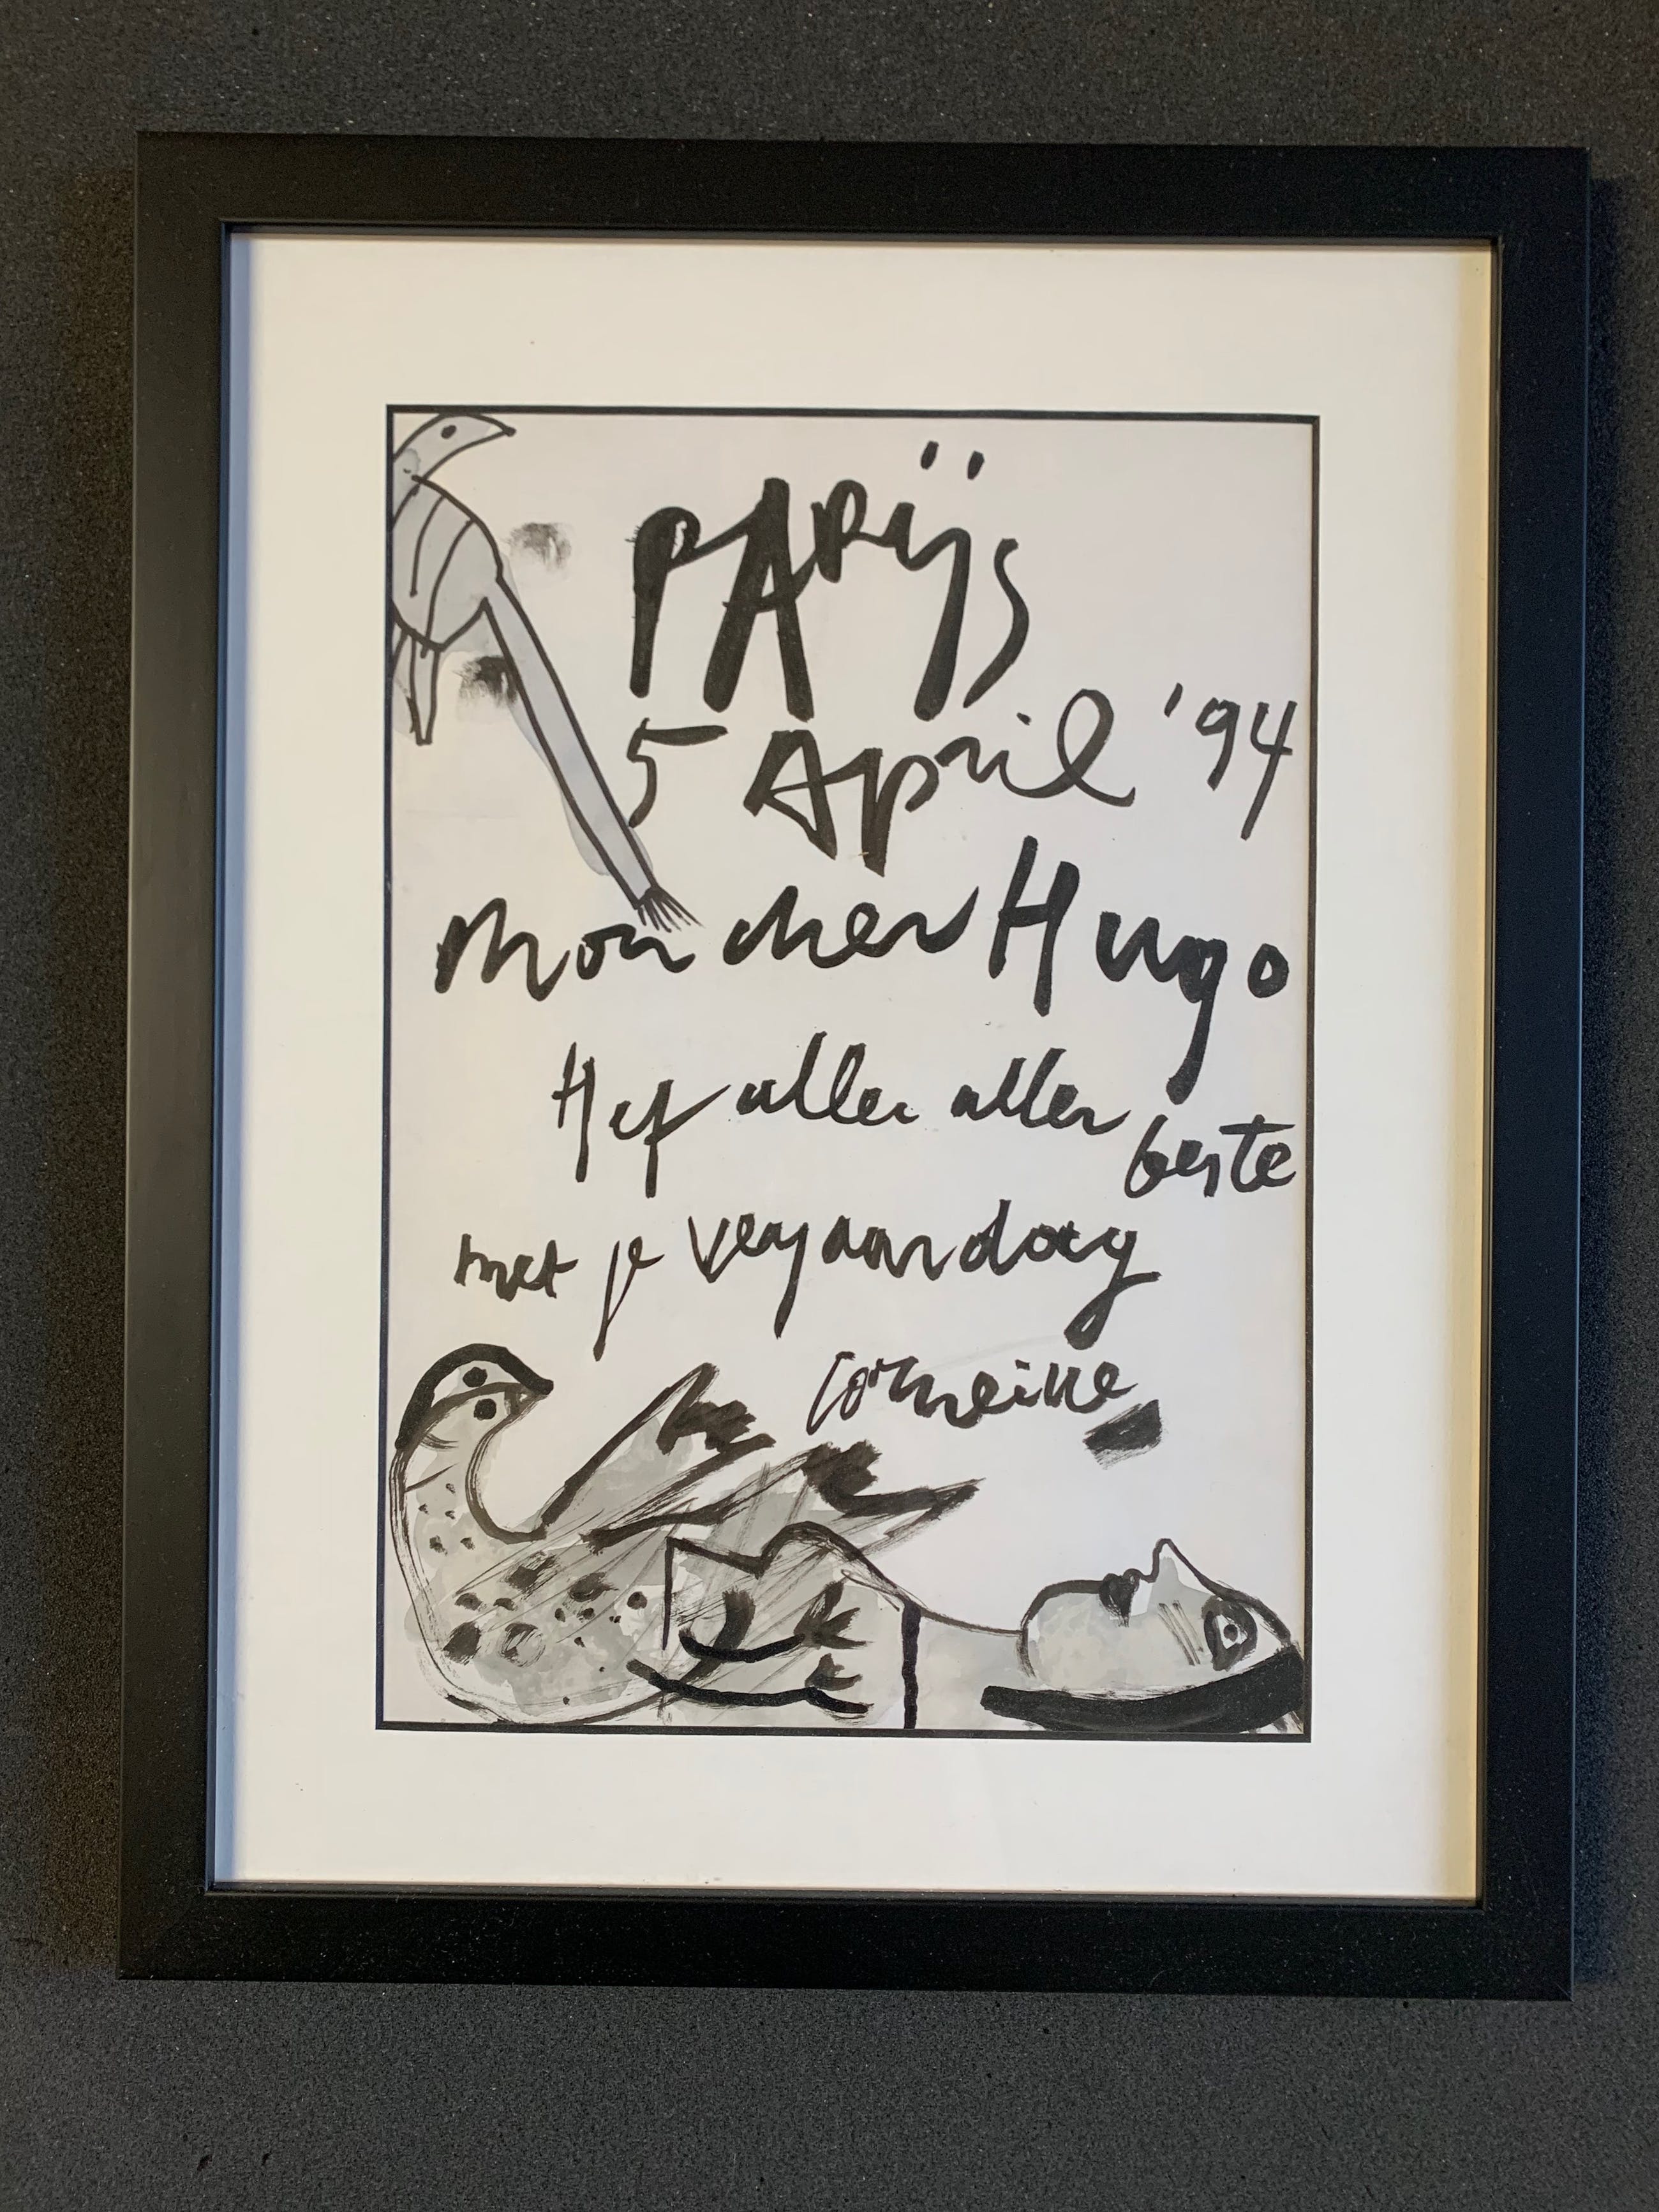 PARijs
5 April '94
Mon cher Hugo
Het aller aller
beste
met je verjaardag
Corneille